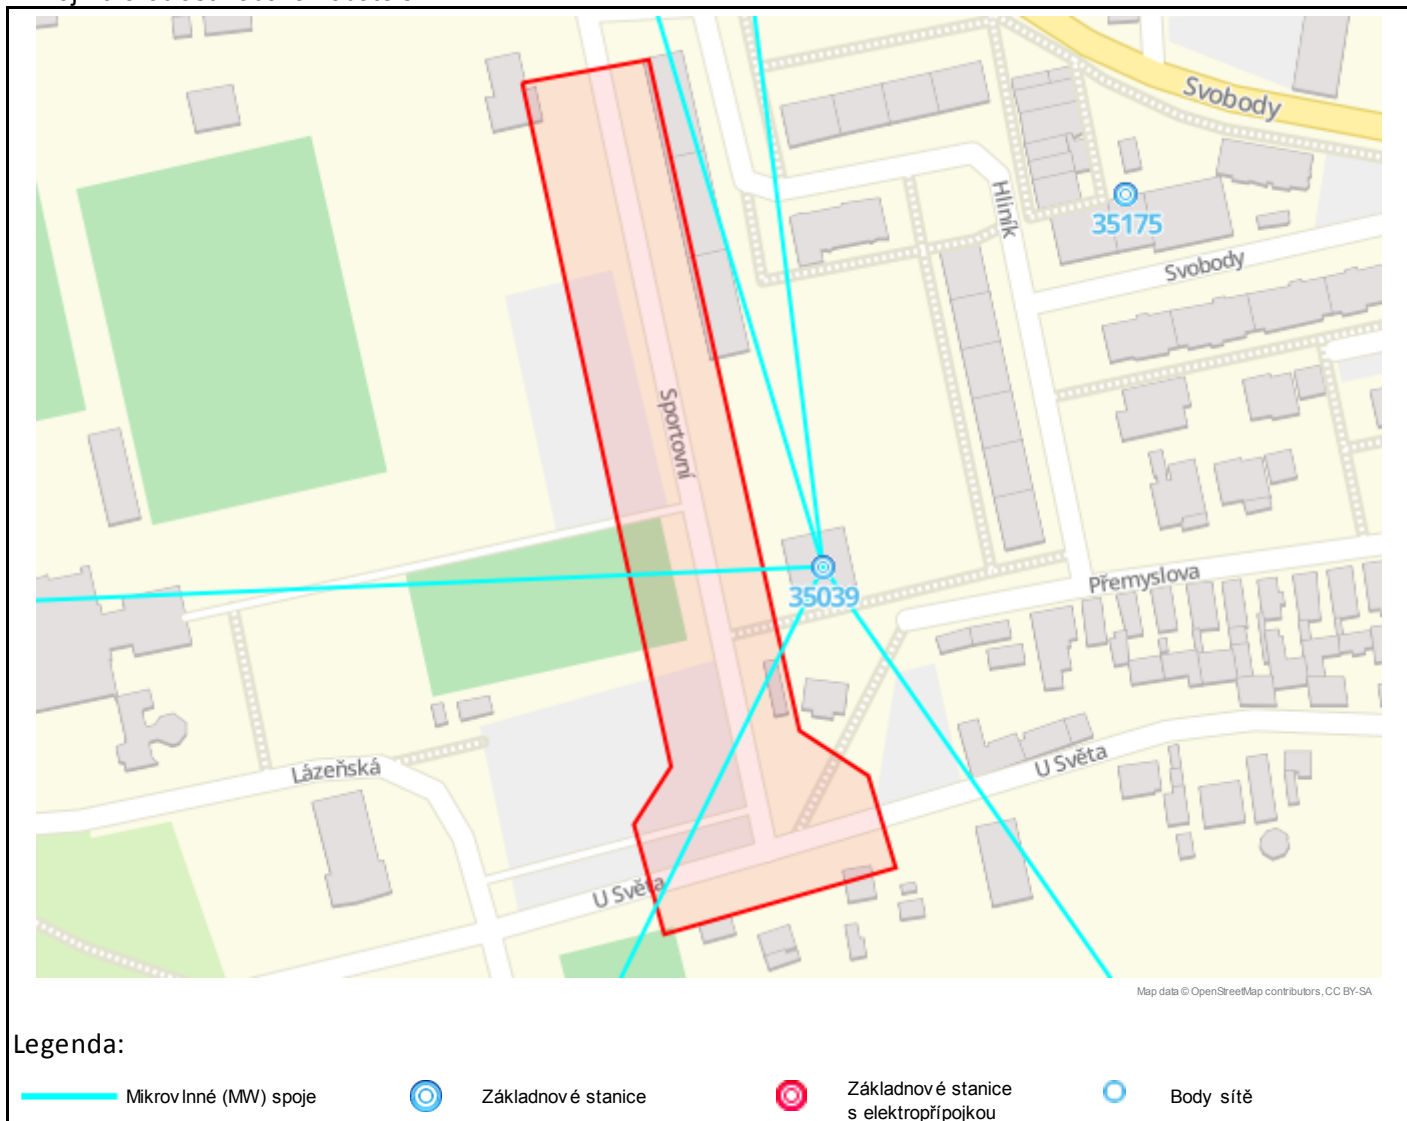 Svobody
Hliník
35175
Svobody
Sportovní
35039
Přemyslova
U Světa
Lázeňská
U Světa
Map data © OpenStreetMap contributors, CC BY-SA
Legenda:
Mikrovlnné (MW) spoje
Základnové stanice
Základnové stanice
s elektropřípojkou
Body sítě